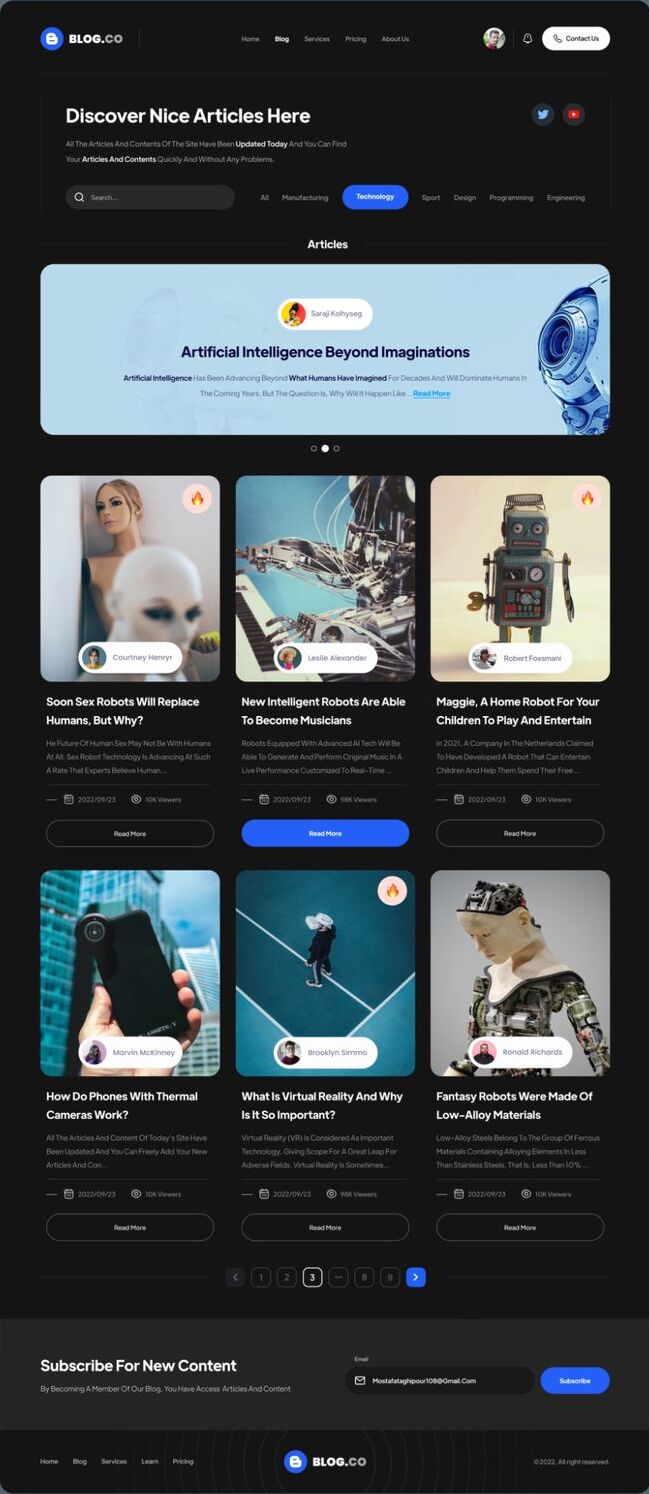 BLOG.CO
Home Blog Services Pricing About Us
Contact Us
Discover Nice Articles Here
All The Articles And Contents Of The Site Have Been Updated Today And You Can Find
Your Articles And Contents Quickly And Without Any Problems.
Search...
All Manufacturing Technology Sport Design Programming Engineering
Articles
Saraji Kolhyseg
Artificial Intelligence Beyond Imaginations
Artificial Intelligence Has Been Advancing Beyond What Humans Have Imagined For Decades And Will Dominate Humans In
The Coming Years, But The Question Is, Why Will It Happen Like ...Read More
Courtney Henryr
Soon Sex Robots Will Replace
Humans, But Why?
He Future Of Human Sex May Not Be With Humans
At All. Sex Robot Technology Is Advancing At Such
A Rate That Experts Believe Human...
2022/09/23 10K Viewers
Read More
Leslie Alexander
New Intelligent Robots Are Able
To Become Musicians
Robots Equipped With Advanced AI Tech Will Be
Able To Generate And Perform Original Music In A
Live Performance Customized To Real-Time ...
2022/09/23 98K Viewers
Read More
Robert Foxsmani
Maggie, A Home Robot For Your
Children To Play And Entertain
In 2021, A Company In The Netherlands Claimed
To Have Developed A Robot That Can Entertain
Children And Help Them Spend Their Free ...
2022/09/23 10K Viewers
Read More
ASSETS | V
Marvin McKinney
How Do Phones With Thermal
Cameras Work?
All The Articles And Content Of Today's Site Have
Been Updated And You Can Freely Add Your New
Articles And Con...
2022/09/23 10K Viewers
Read More
Brooklyn Simmo
What Is Virtual Reality And Why
Is It So Important?
Virtual Reality (VR) Is Considered As Important
Technology, Giving Scope For A Great Leap For
Adverse Fields. Virtual Reality Is Sometimes...
2022/09/23 98K Viewers
Read More
Ronald Richards
Fantasy Robots Were Made Of
Low-Alloy Materials
Low-Alloy Steels Belong To The Group Of Ferrous
Materials Containing Alloying Elements In Less
Than Stainless Steels, That Is, Less Than 10% ...
2022/09/23 10K Viewers
Read More
1 2 3 ... 8 9
Subscribe For New Content
By Becoming A Member Of Our Blog, You Have Access Articles And Content
Email
Mostafataghipour108@Gmail.Com
Subscribe
Home Blog Services Learn Pricing
BLOG.CO
©2022, All right reserved.